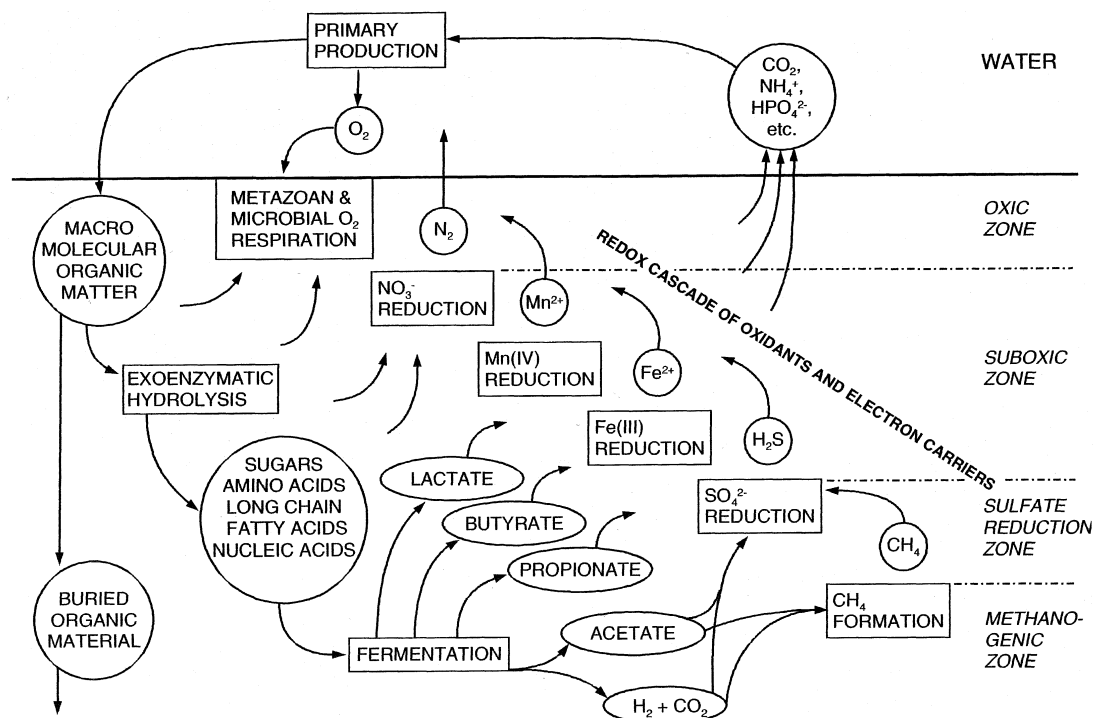 PRIMARY
PRODUCTION
CO₂,
NH₄⁺,
HPO₄²⁻,
etc.
WATER
O₂
METAZOAN &
MICROBIAL O₂
RESPIRATION
N₂
OXIC
ZONE
MACRO
MOLECULAR
ORGANIC
MATTER
REDOX CASCADE OF OXIDANTS AND ELECTRON CARRIERS
NO₃⁻
REDUCTION
Mn²⁺
Mn(IV)
REDUCTION
Fe²⁺
SUBOXIC
ZONE
EXOENZYMATIC
HYDROLYSIS
Fe(III)
REDUCTION
H₂S
SUGARS
AMINO ACIDS
LONG CHAIN
FATTY ACIDS
NUCLEIC ACIDS
LACTATE
BUTYRATE
PROPIONATE
SO₄²⁻
REDUCTION
CH₄
SULFATE
REDUCTION
ZONE
BURIED
ORGANIC
MATERIAL
FERMENTATION
ACETATE
H₂ + CO₂
CH₄
FORMATION
METHANO-
GENIC
ZONE